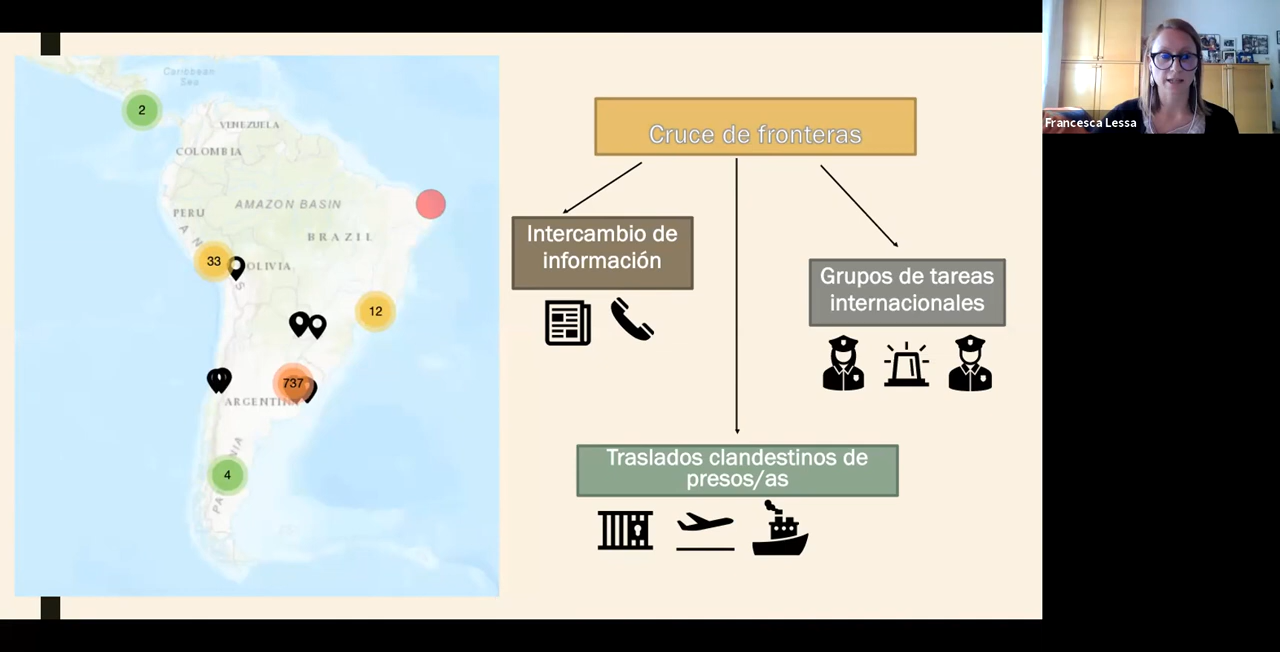 Caribbean
Sea
2
VENEZUELA
COLOMBIA
AMAZON BASIN
PERU
BRAZIL
33
OLIVIA
12
737
ARGENTIN
4
Cruce de fronteras
Intercambio de
información
Grupos de tareas
internacionales
Traslados clandestinos de
presos/as
Francesca Lessa